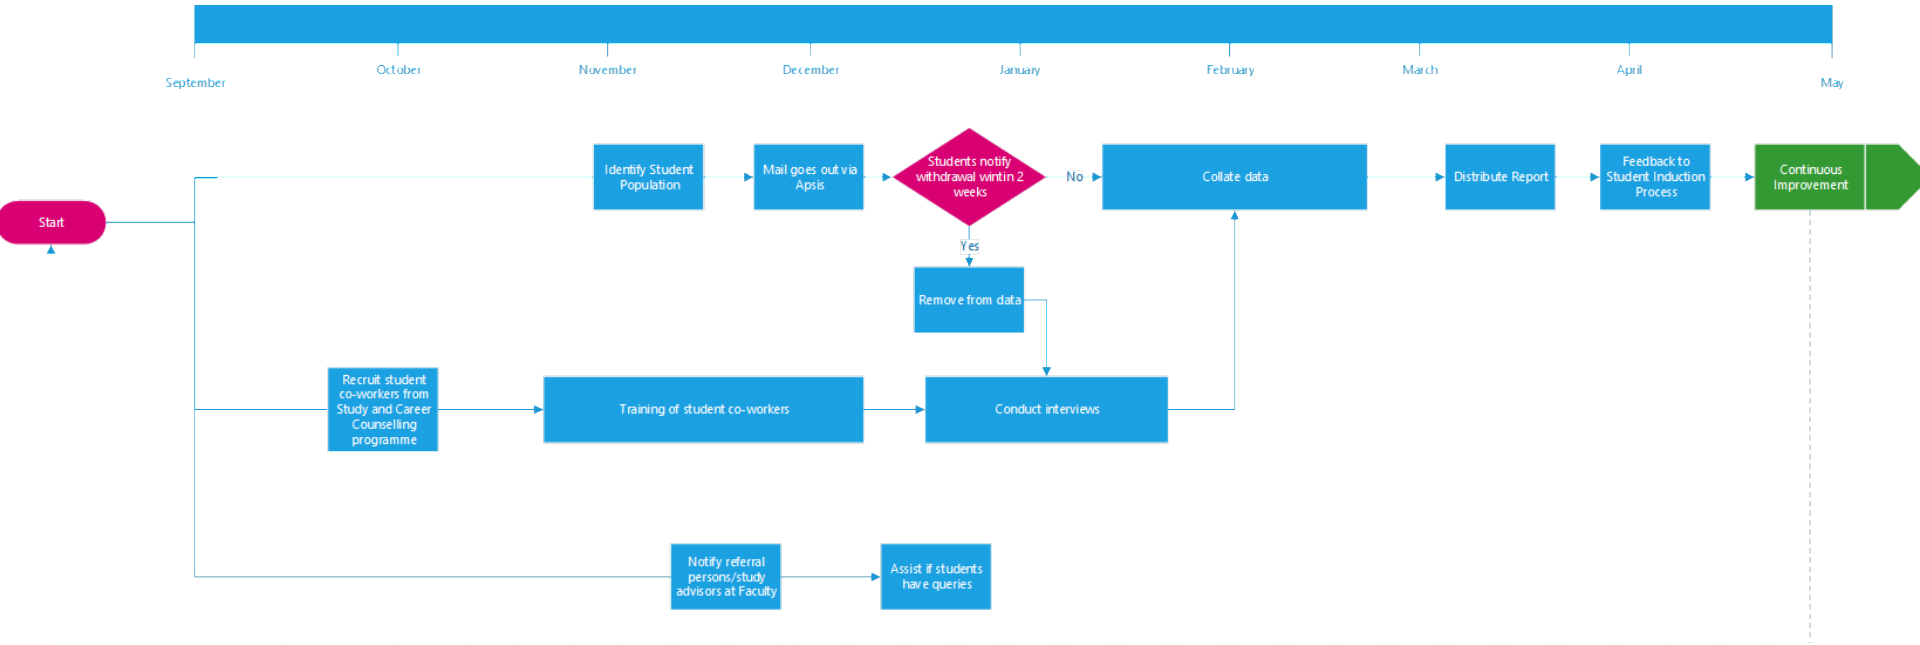 September
October
November
December
January
February
March
April
May
Start
Identify Student
Population
Mail goes out via
Apsis
Students notify
withdrawal wintin 2
weeks
No
Yes
Collate data
Distribute Report
Feedback to
Student Induction
Process
Continuous
Improvement
Remove from data
Recruit student
co-workers from
Study and Career
Counselling
programme
Training of student co-workers
Conduct interviews
Notify referral
persons/study
advisors at Faculty
Assist if students
have queries